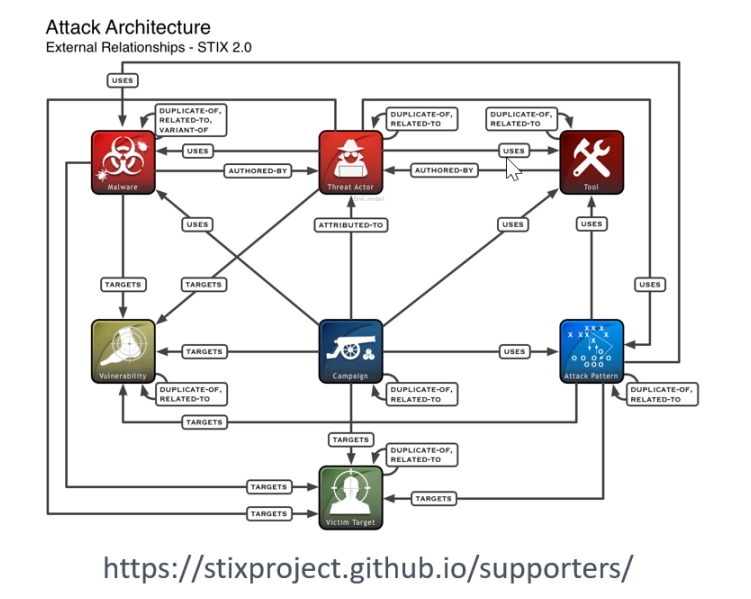 Attack Architecture
External Relationships - STIX 2.0
USES
DUPLICATE-OF,
RELATED-TO,
VARIANT-OF
DUPLICATE-OF,
RELATED-TO
DUPLICATE-OF,
RELATED-TO
USES
USES
AUTHORED-BY
AUTHORED-BY
Malware
Threat Actor
Tool
USES
ATTRIBUTED-TO
USES
USES
TARGETS
TARGETS
USES
TARGETS
USES
Vulnerability
Campaign
Attack Pattern
DUPLICATE-OF,
RELATED-TO
DUPLICATE-OF,
RELATED-TO
DUPLICATE-OF,
RELATED-TO
TARGETS
TARGETS
DUPLICATE-OF,
RELATED-TO
TARGETS
TARGETS
TARGETS
Victim Target
https://stixproject.github.io/supporters/